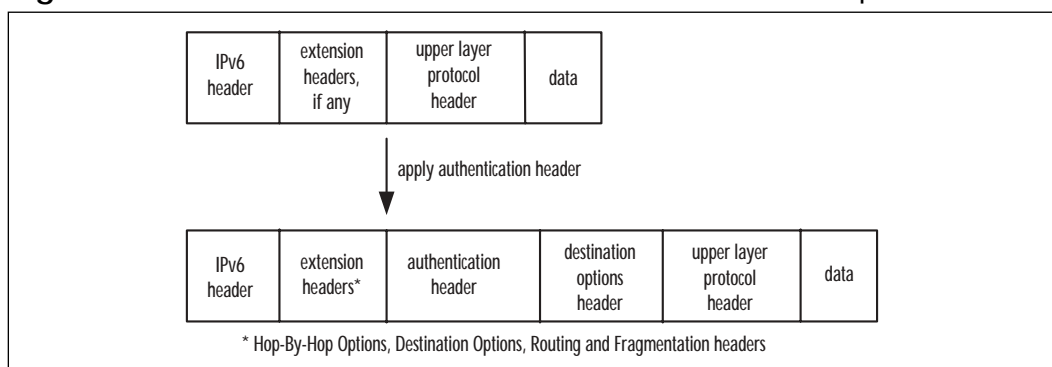 IPv6
header
extension
headers,
if any
upper layer
protocol
header
data
apply authentication header
IPv6
header
extension
headers*
authentication
header
destination
options
header
upper layer
protocol
header
data
* Hop-By-Hop Options, Destination Options, Routing and Fragmentation headers